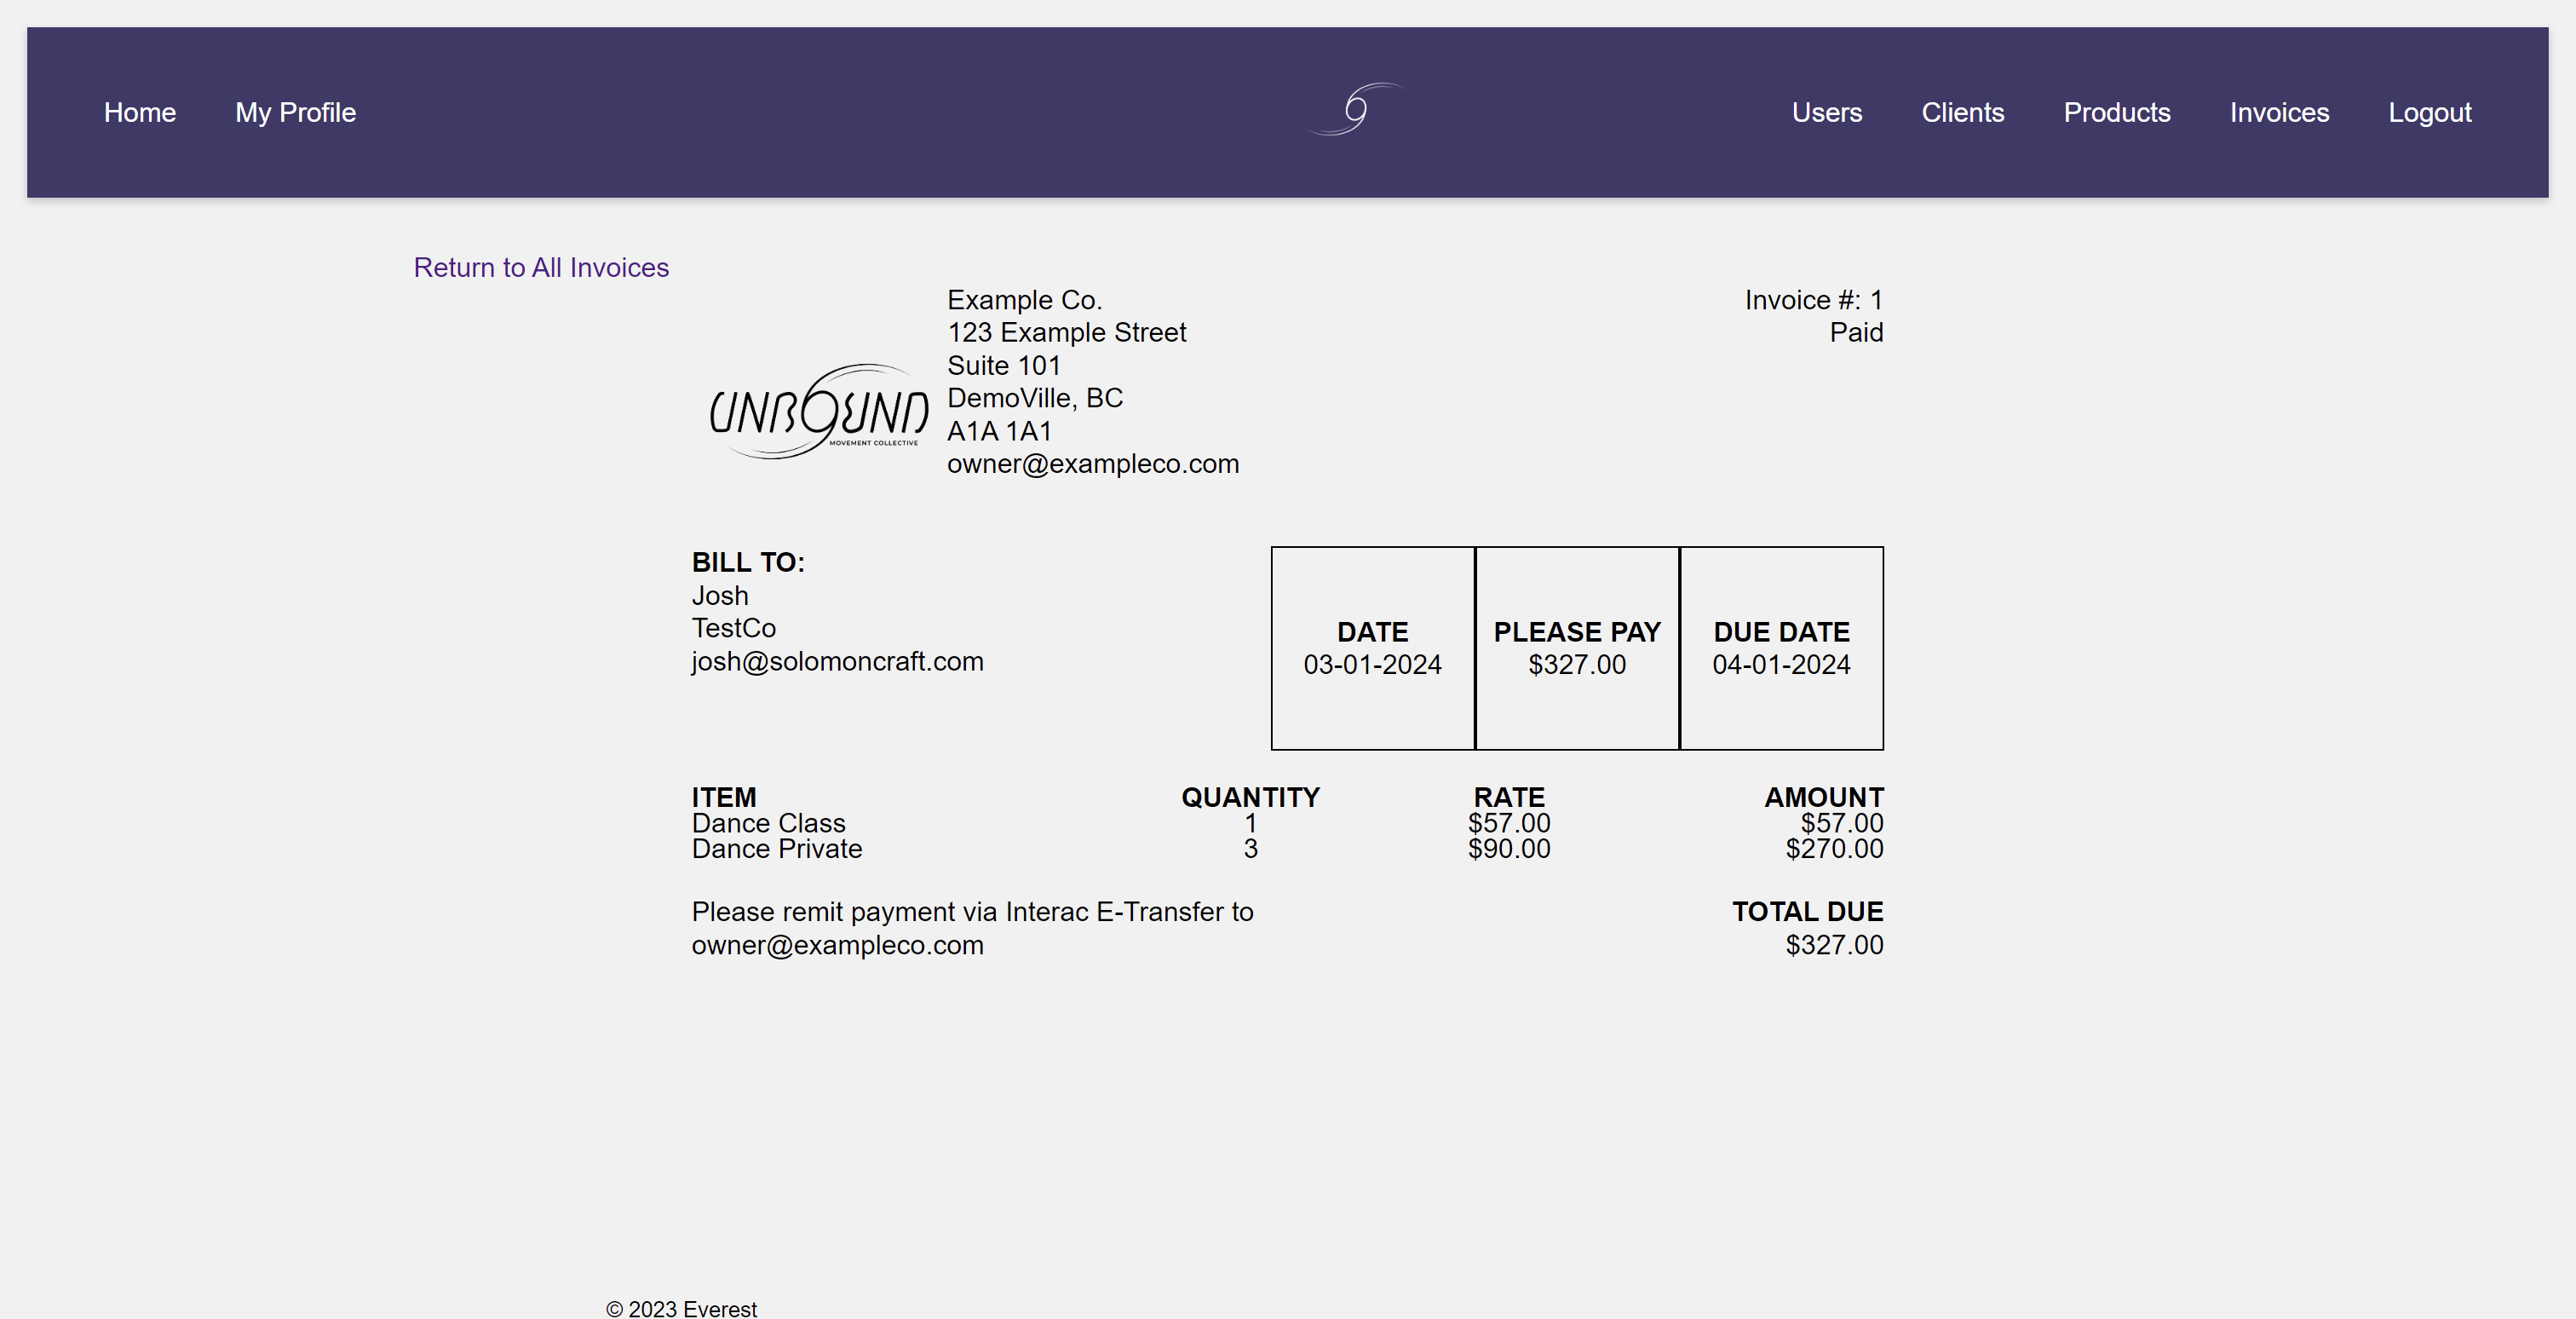 Home My Profile Users Clients Products Invoices Logout
Return to All Invoices
Example Co.
123 Example Street
Suite 101
DemoVille, BC
A1A 1A1
owner@exampleco.com
Invoice #: 1
Paid
UNBOUND
MOVEMENT COLLECTIVE
BILL TO:
Josh
TestCo
josh@solomoncraft.com
DATE PLEASE PAY DUE DATE
03-01-2024 $327.00 04-01-2024
ITEM QUANTITY RATE AMOUNT
Dance Class 1 $57.00 $57.00
Dance Private 3 $90.00 $270.00
Please remit payment via Interac E-Transfer to
owner@exampleco.com
TOTAL DUE
$327.00
© 2023 Everest